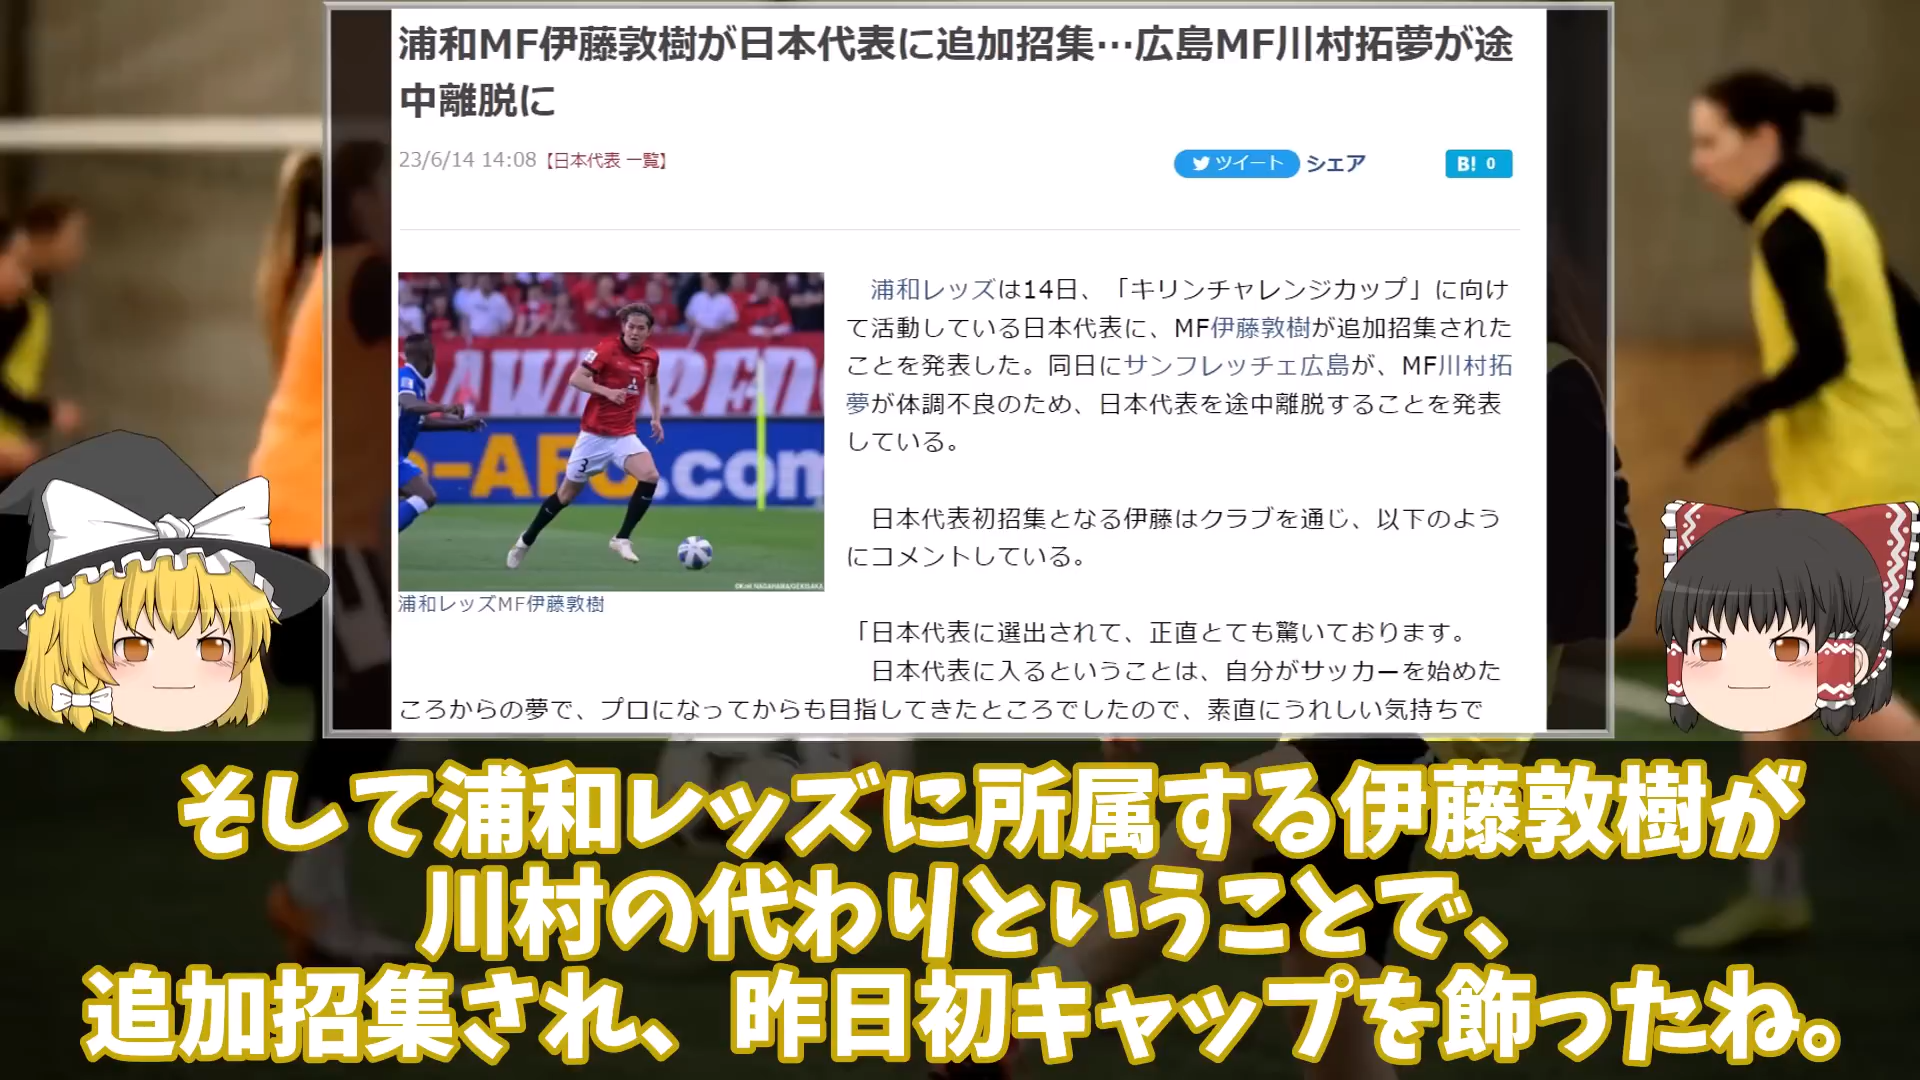 浦和MF伊藤敦樹が日本代表に追加招集…広島MF川村拓夢が途
中離脱に
23/6/14 14:08【日本代表 一覧】
ツイート シェア B! 0
浦和レッズは14日、「キリンチャレンジカップ」に向け
て活動している日本代表に、MF伊藤敦樹が追加招集された
ことを発表した。同日にサンフレッチェ広島が、MF川村拓
夢が体調不良のため、日本代表を途中離脱することを発表
している。
日本代表初招集となる伊藤はクラブを通じ、以下のよう
にコメントしている。
「日本代表に選出されて、正直とても驚いております。
日本代表に入るということは、自分がサッカーを始めた
ころからの夢で、プロになってからも目指してきたところでしたので、素直にうれしい気持ちで
AFC.com
3
浦和レッズMF伊藤敦樹
そして浦和レッズに所属する伊藤敦樹が
川村の代わりということで、
追加招集され、昨日初キャップを飾ったね。